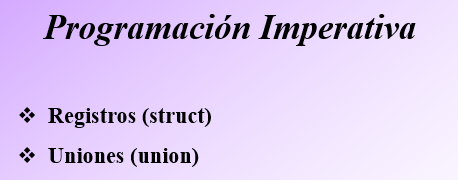 Programación Imperativa
❖ Registros (struct)
❖ Uniones (union)